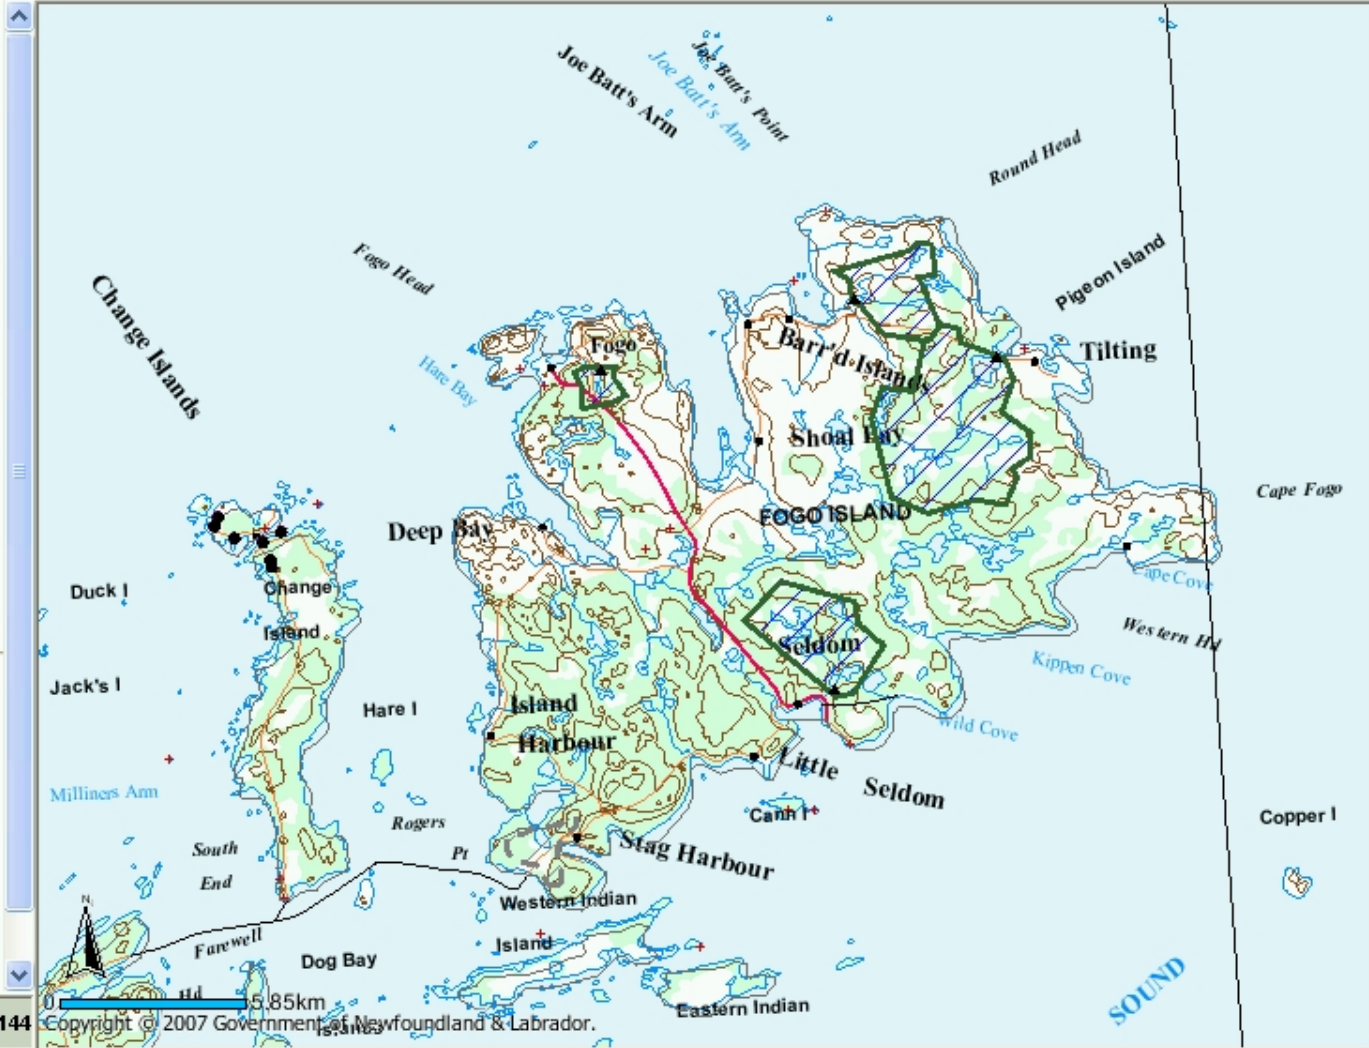 Joe Batt's Arm
Joe Batt's Arm
Joe Batt's Point
Round Head
Fogo Head
Pigeon Island
Change Islands
Fogo
Barr'd Islands
Tilting
Hare Bay
Shoal Bay
Cape Fogo
FOGO ISLAND
Deep Bay
Duck I
Change
Island
Cape Cove
Western Hd
Seldom
Kippen Cove
Jack's I
Hare I
Island
Harbour
Wild Cove
Little Seldom
Milliners Arm
Rogers
Pt
Canh I
Copper I
South
End
Stag Harbour
Western Indian
Island
Farewell
Hd
Dog Bay
Islands
Eastern Indian
SOUND
N
0 5.85km
144 Copyright © 2007 Government of Newfoundland & Labrador.